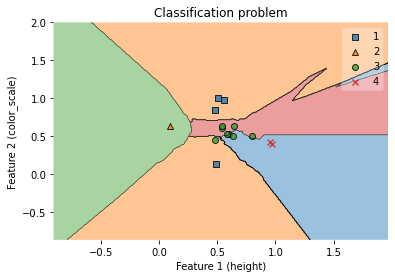 Classification problem
1
2
3
4
2.0
1.5
1.0
0.5
0.0
−0.5
Feature 2 (color_scale)
−0.5 0.0 0.5 1.0 1.5
Feature 1 (height)